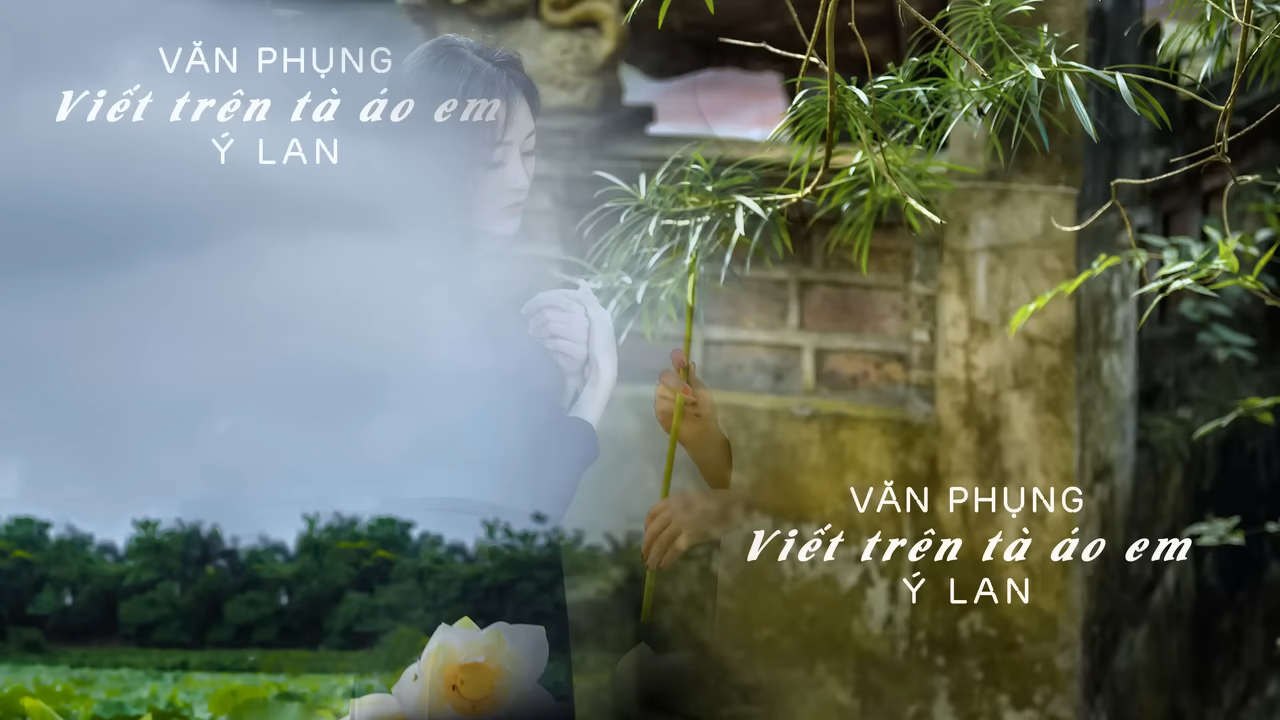 VĂN PHỤNG
Viết trên tà áo em
Ý LAN
VĂN PHỤNG
Viết trên tà áo em
Ý LAN